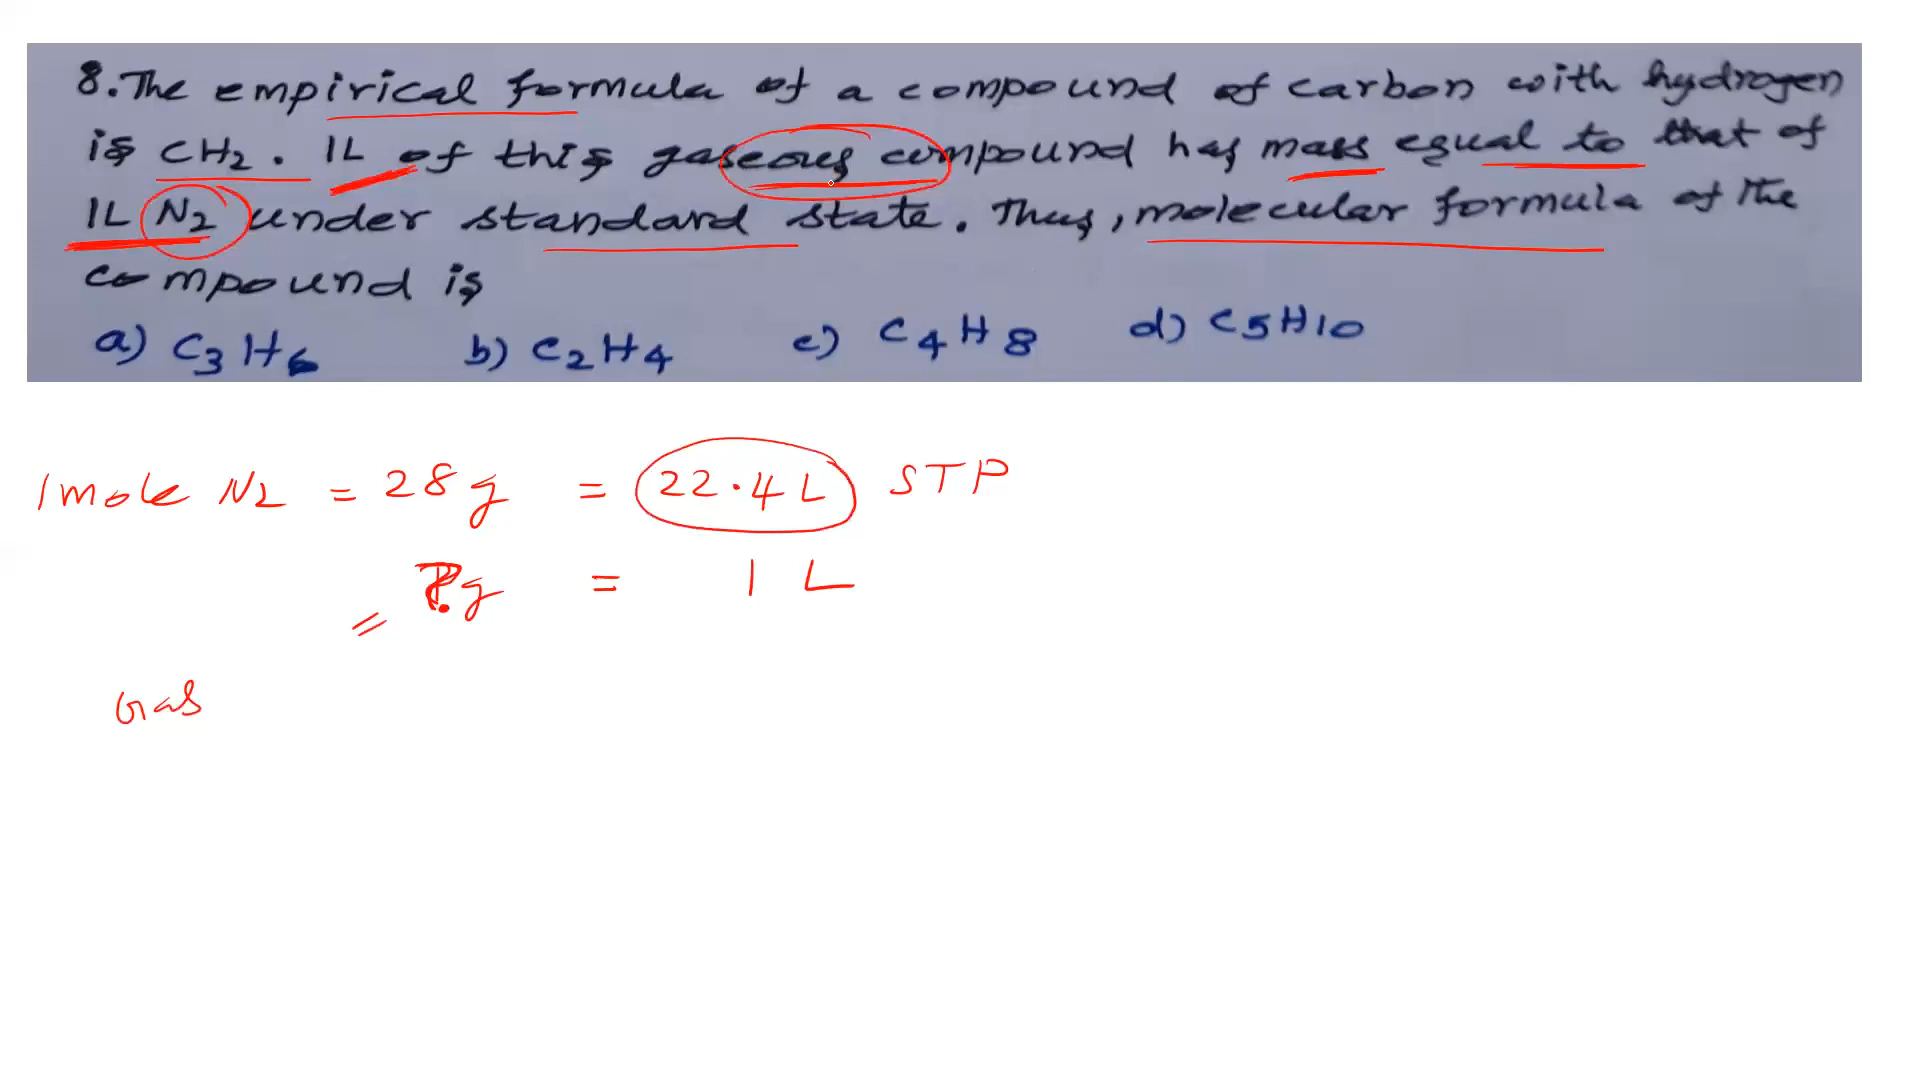 8. The empirical formula of a compound of carbon with hydrogen
is CH2. 1L of this gaseous compound has mass equal to that of
1L N2 under standard state. Thus, molecular formula of the
compound is
a) C3H6 b) C2H4 c) C4H8 d) C5H10
1 mole N2 = 28g = 22.4L STP
= ?g = 1 L
Gas